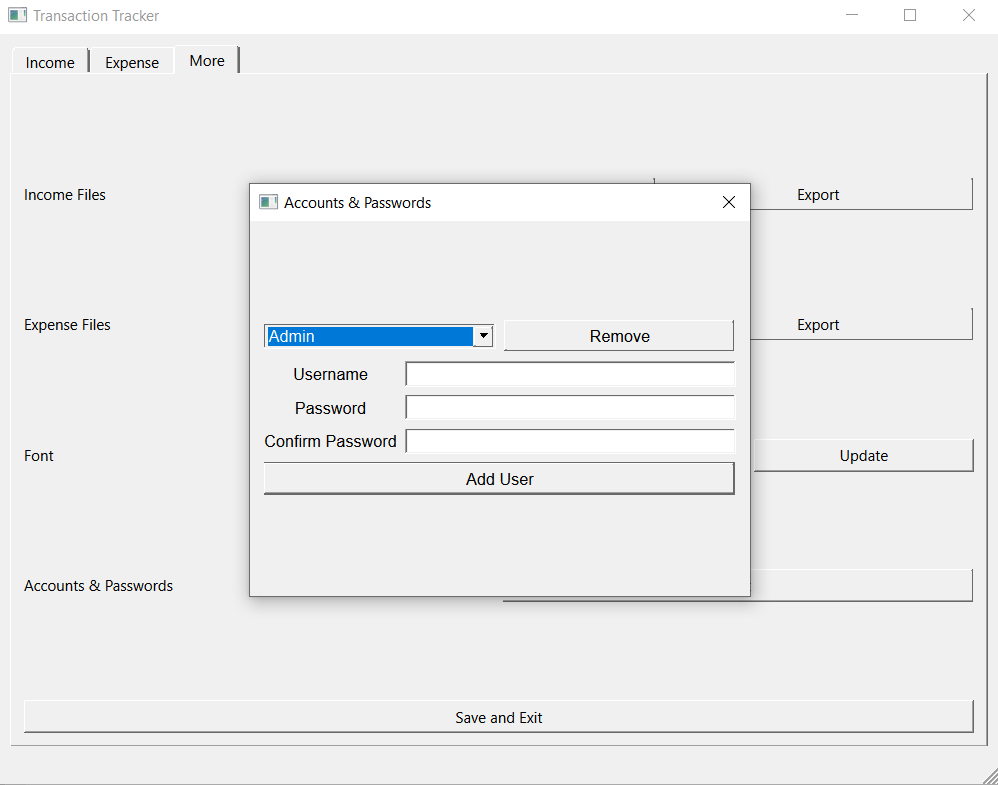 Transaction Tracker
Income Expense More
Income Files
Export
Accounts & Passwords
Expense Files
Export
Admin Remove
Username
Password
Confirm Password
Add User
Font
Update
Accounts & Passwords
Save and Exit